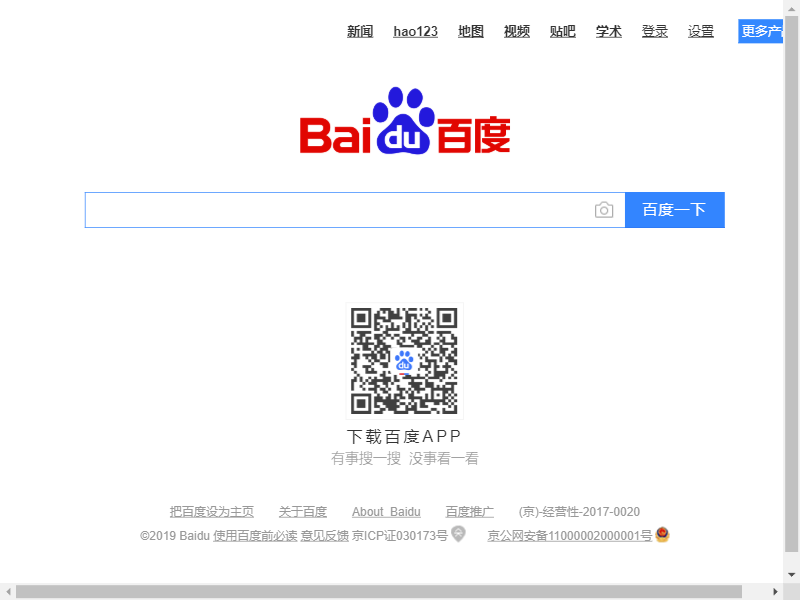 新闻 hao123 地图 视频 贴吧 学术 登录 设置 更多产
Bai du 百度
百度一下
du
下载百度APP
有事搜一搜 没事看一看
把百度设为主页 关于百度 About Baidu 百度推广 (京)-经营性-2017-0020
©2019 Baidu 使用百度前必读 意见反馈 京ICP证030173号 京公网安备11000002000001号